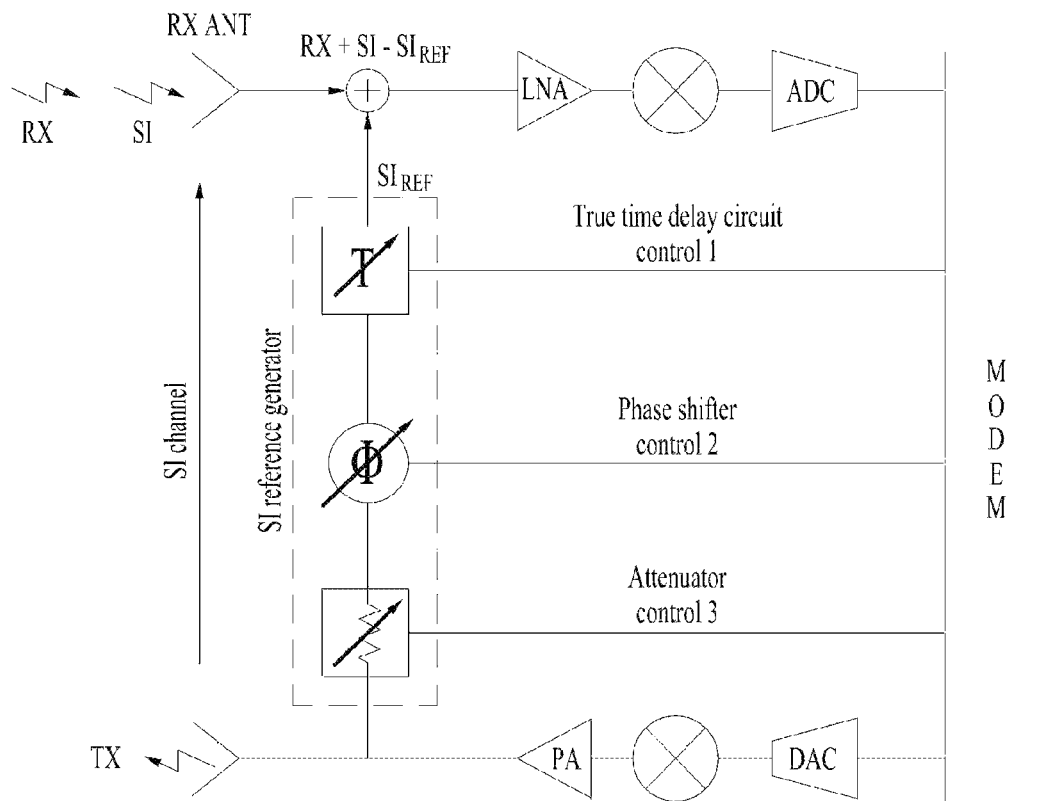 RX ANT
RX + SI - SI_REF
LNA
ADC
RX
SI
SI_REF
True time delay circuit
control 1
T
SI channel
SI reference generator
Phase shifter
control 2
Φ
MODEM
Attenuator
control 3
TX
PA
DAC